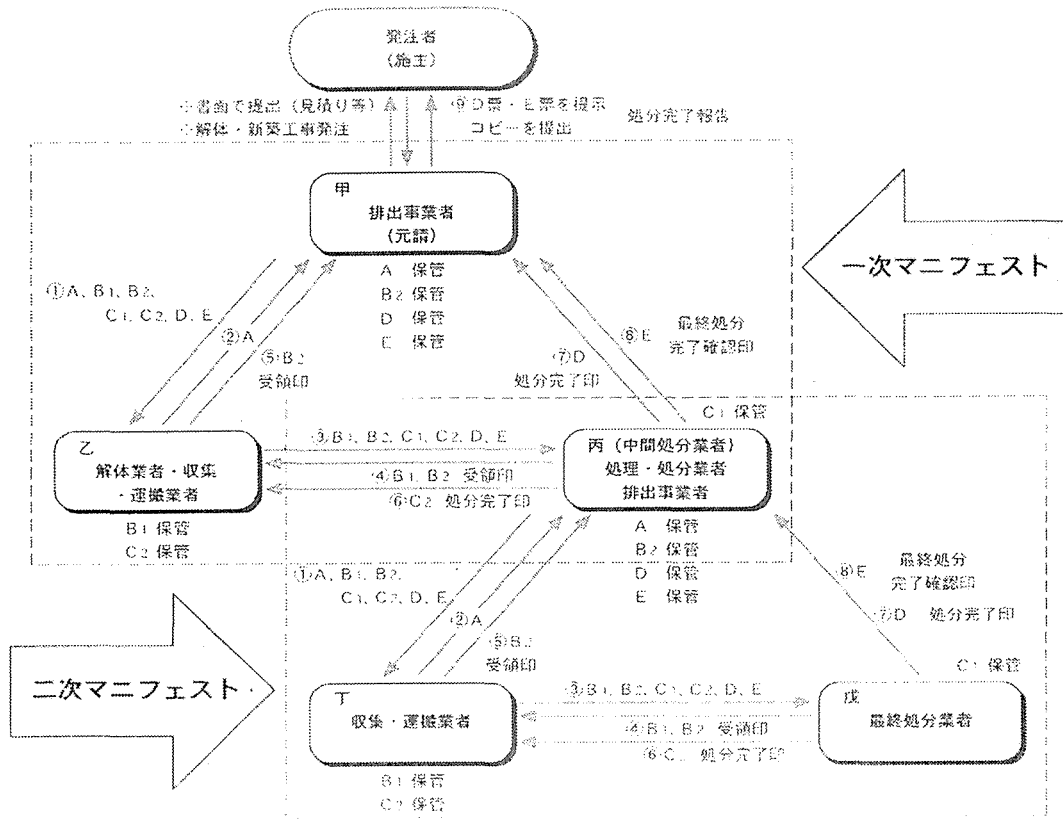 発注者
(施主)
※書面で提出（見積り等）
※解体・新築工事発注
⑨D票・E票を提示
コピーを提出
処分完了報告
甲
排出事業者
(元請)
A 保管
B2 保管
D 保管
E 保管
一次マニフェスト
①A, B1, B2,
C1, C2, D, E
②A
⑤B2
受領印
⑦D
処分完了印
⑧E 最終処分
完了確認印
C1 保管
乙
解体業者・収集
・運搬業者
B1 保管
C2 保管
③B1, B2, C1, C2, D, E
④B1, B2 受領印
⑥C2 処分完了印
丙（中間処分業者）
処理・処分業者
排出事業者
A 保管
B2 保管
D 保管
E 保管
①A, B1, B2,
C1, C2, D, E
②A
⑤B2
受領印
⑧E 最終処分
完了確認印
⑦D 処分完了印
C1 保管
二次マニフェスト
丁
収集・運搬業者
B1 保管
C2 保管
③B1, B2, C1, C2, D, E
④B1, B2 受領印
⑥C 処分完了印
戊
最終処分業者